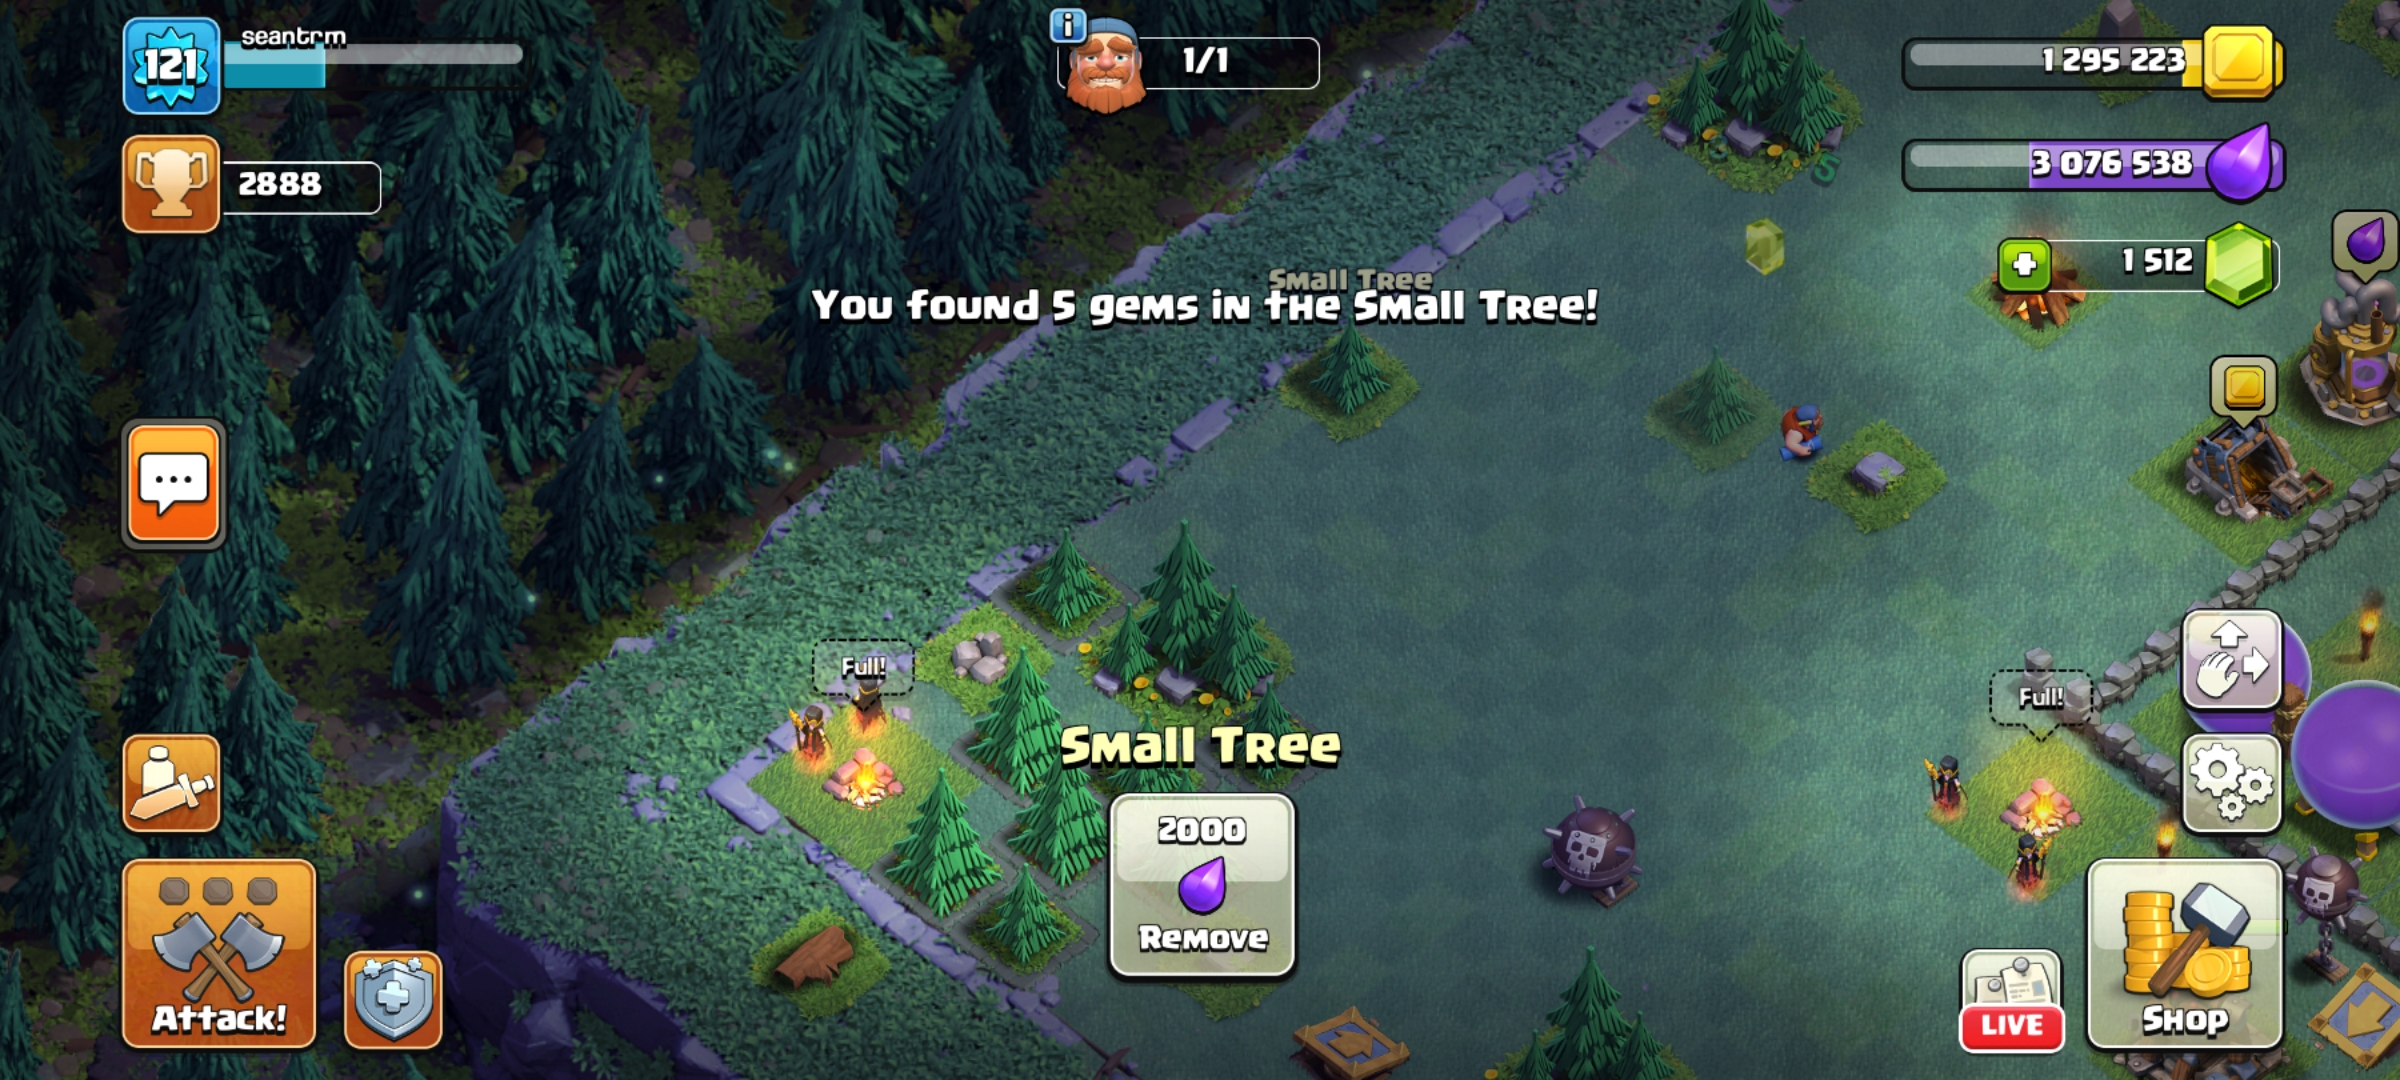 121
seantrm
1/1
1 295 223
2888
3 076 538
1 512
5
Small Tree
You found 5 gems in the Small Tree!
Full!
Full!
Small Tree
2000
Remove
Attack!
LIVE
Shop